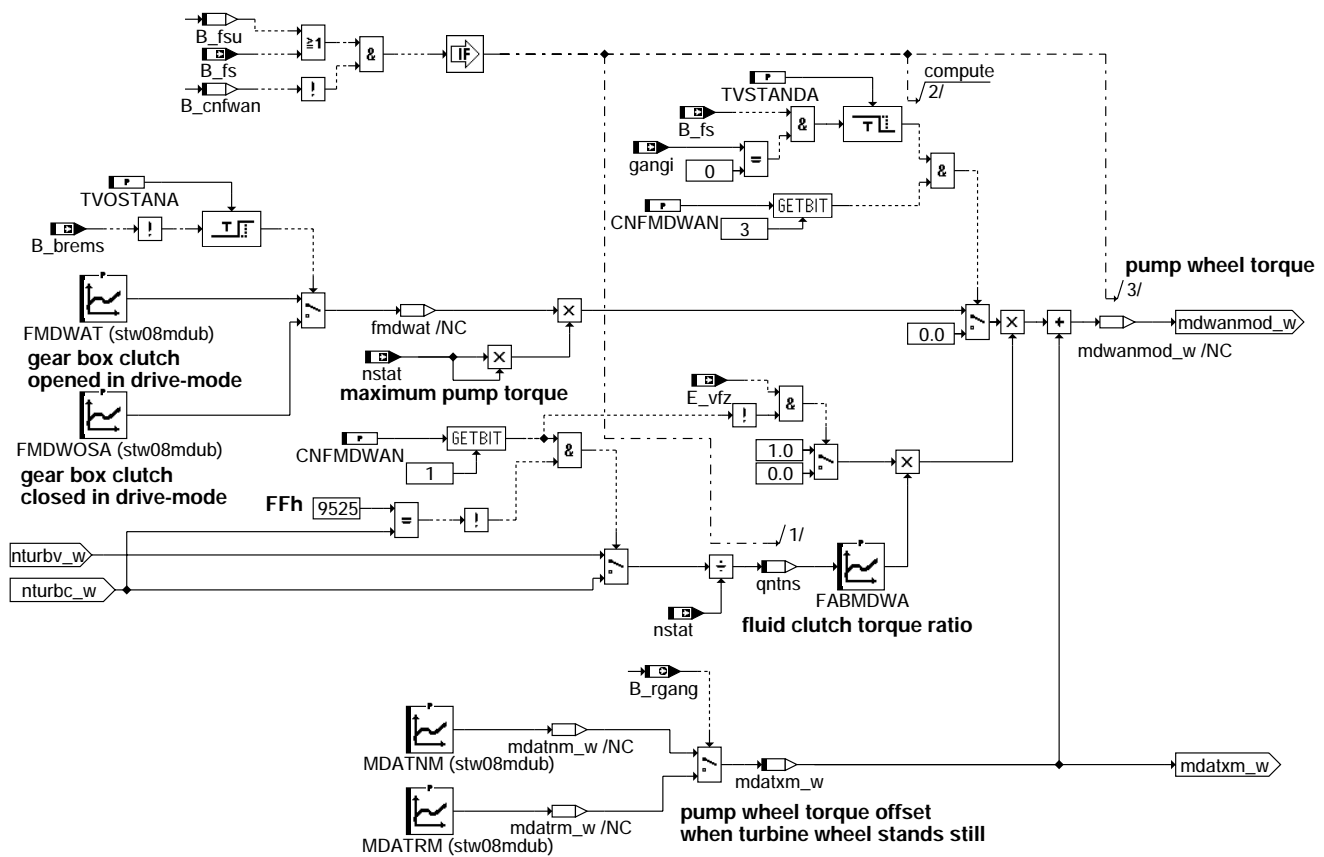 B_fsu
≧1
&
IF
B_fs
B_cnfwan
!
compute
2/
TVSTANDA
P
B_fs
&
T
gangi
=
0
&
P
CNFMDWAN
GETBIT
3
P
TVOSTANA
B_brems
!
T
pump wheel torque
3/
P
FMDWAT (stw08mdub)
gear box clutch
opened in drive-mode
fmdwat /NC
×
0.0
×
+
mdwanmod_w
mdwanmod_w /NC
nstat
×
maximum pump torque
P
FMDWOSA (stw08mdub)
gear box clutch
closed in drive-mode
E_vfz
!
&
P
CNFMDWAN
GETBIT
1
&
1.0
0.0
×
FFh
9525
=
!
1/
nturbv_w
nturbc_w
÷
qntns
P
FABMDWA
nstat
fluid clutch torque ratio
B_rgang
P
MDATNM (stw08mdub)
mdatnm_w /NC
mdatxm_w
mdatxm_w
P
MDATRM (stw08mdub)
mdatrm_w /NC
pump wheel torque offset
when turbine wheel stands still